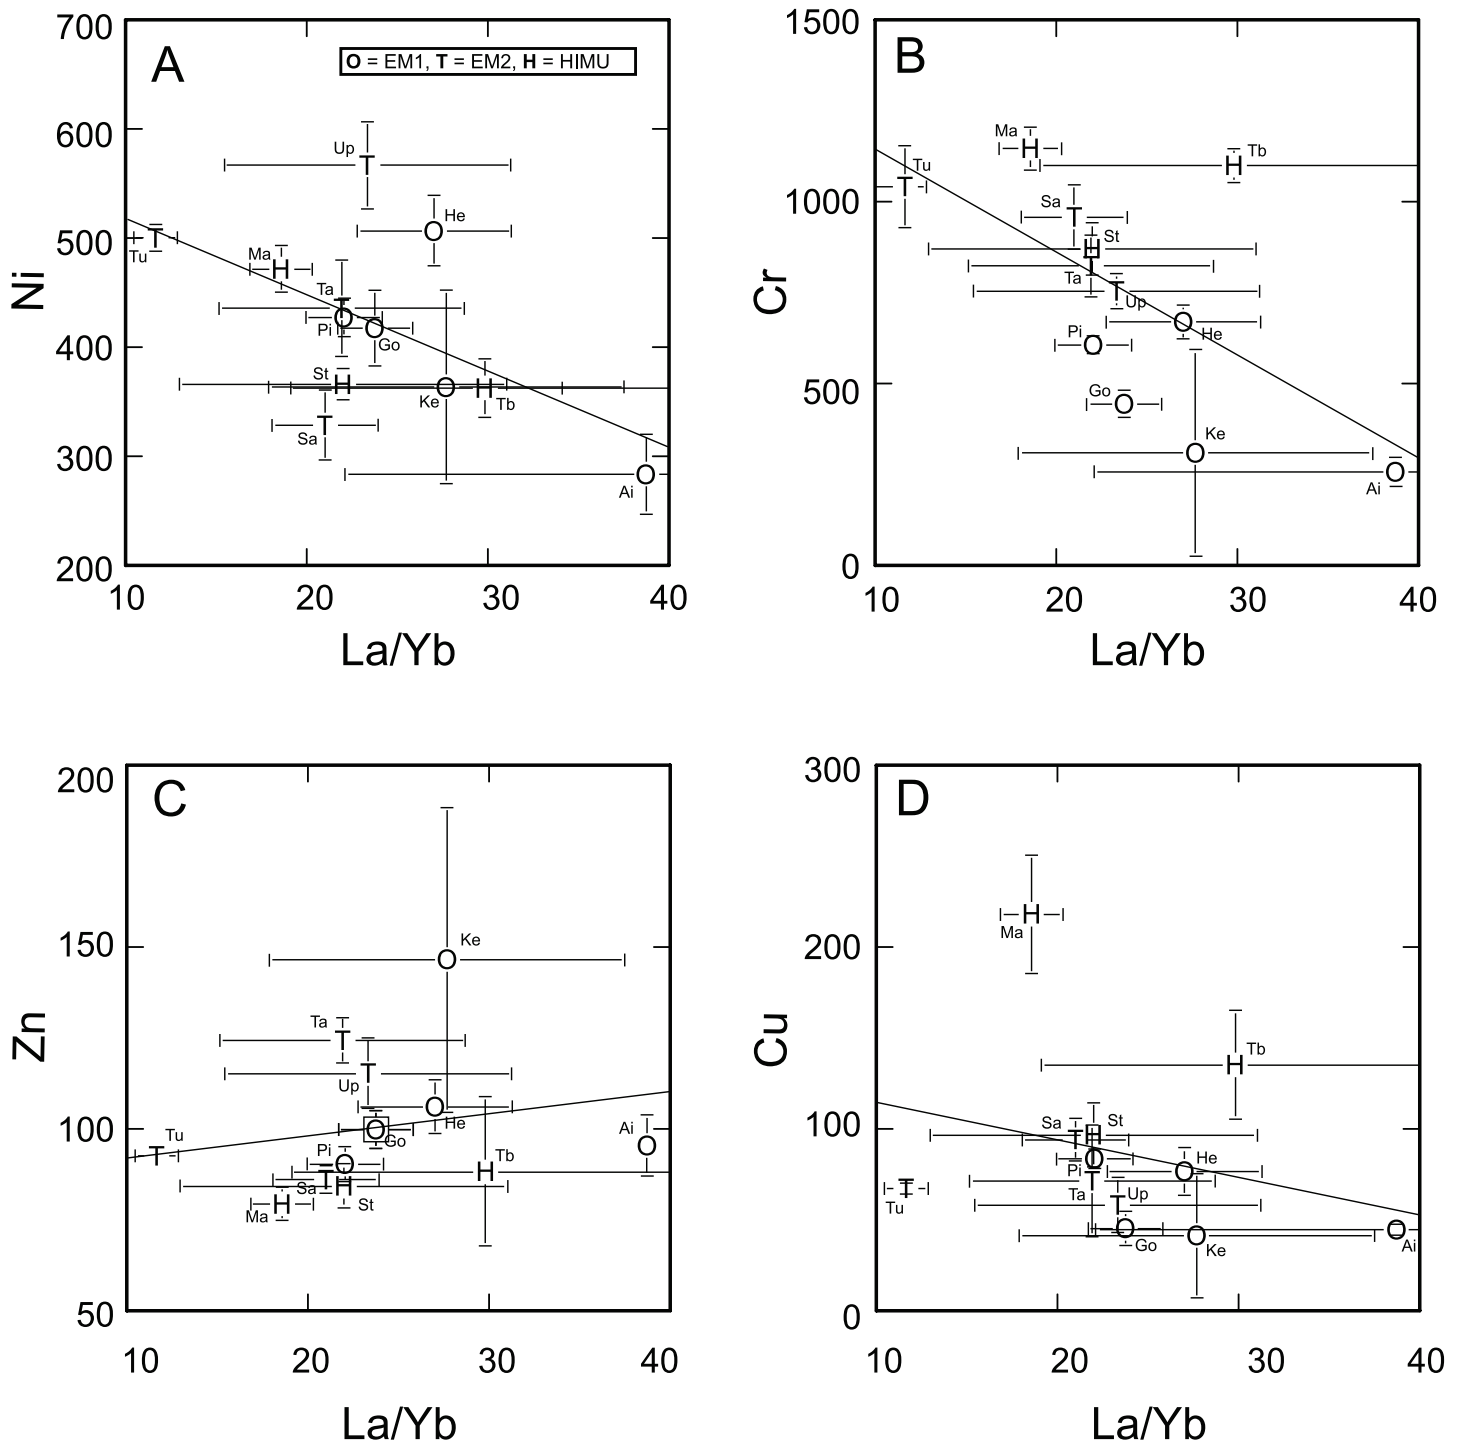 700
600
500
400
300
200
Ni
A
O = EM1, T = EM2, H = HIMU
Up
T
He
O
Tu
T
Ma
H
Ta
T
Pi
O
Go
O
St
H
Ke
O
Tb
H
Sa
T
Ai
O
10
20
30
40
La/Yb
1500
1000
500
0
Cr
B
Ma
H
Tb
H
Tu
T
Sa
T
St
H
Ta
T
Up
T
He
O
Pi
O
Go
O
Ke
O
Ai
O
10
20
30
40
La/Yb
200
150
100
50
Zn
C
Ke
O
Ta
T
Up
T
He
O
Go
O
Tu
T
Ai
O
Pi
O
Tb
H
Sa
T
St
H
Ma
H
10
20
30
40
La/Yb
300
200
100
0
Cu
D
Ma
H
Tb
H
Sa
T
St
H
Pi
O
He
O
Tu
T
Ta
T
Up
T
Go
O
Ke
O
Ai
O
10
20
30
40
La/Yb